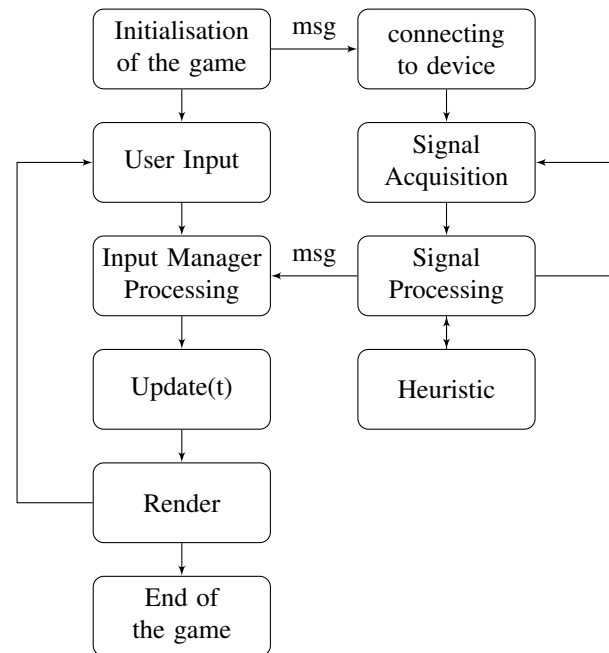 Initialisation
of the game
msg
connecting
to device
User Input
Signal
Acquisition
Input Manager
Processing
msg
Signal
Processing
Update(t)
Heuristic
Render
End of
the game